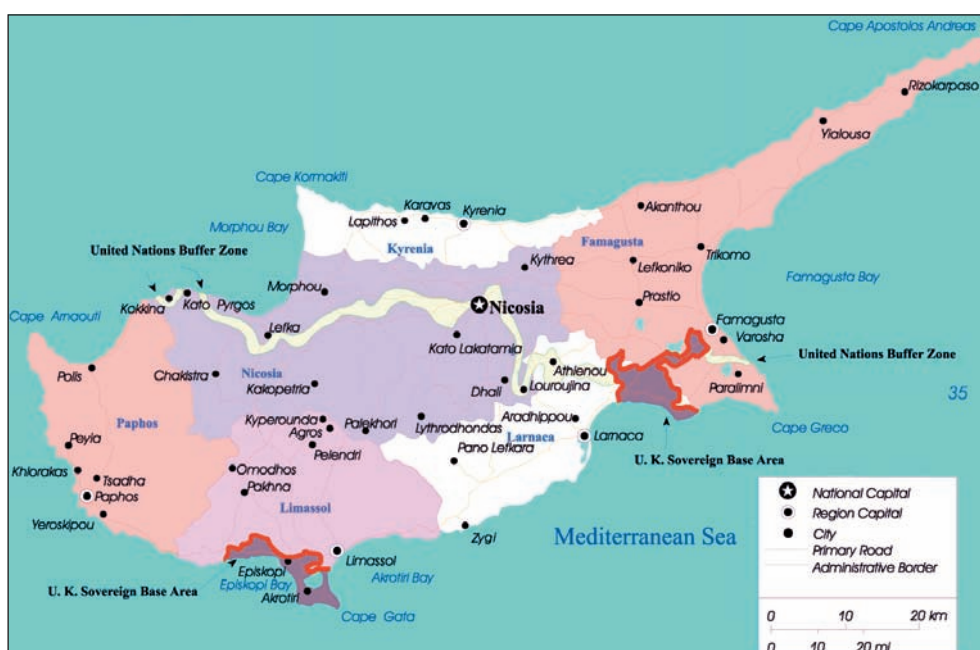 Cape Apostolos Andreas
Rizokarpaso
Yialousa
Cape Kormakiti
Karavas
Kyrenia
Lapithos
Akanthou
Morphou Bay
Kyrenia
Famagusta
Trikomo
United Nations Buffer Zone
Kythrea
Lefkoniko
Famagusta Bay
Morphou
Prastio
Kokkina
Kato Pyrgos
Nicosia
Cape Arnaouti
Lefka
Kato Lakatamia
Famagusta
Varosha
United Nations Buffer Zone
Athienou
Polis
Chakistra
Nicosia
Kakopetria
Dhali
Louroujina
Paralimni
35
Paphos
Kyperounda
Agros
Palekhori
Lythrodhondas
Aradhippou
Larnaca
Larnaca
Cape Greco
Peyia
Pelendri
Pano Lefkara
U. K. Sovereign Base Area
Khlorakas
Tsadha
Omodhos
Pakhna
Paphos
Yeroskipou
Limassol
Zygi
Mediterranean Sea
National Capital
Region Capital
City
Primary Road
Administrative Border
Limassol
Episkopi
Episkopi Bay
Akrotiri Bay
U. K. Sovereign Base Area
Akrotiri
Cape Gata
0 10 20 km
0 10 20 mi